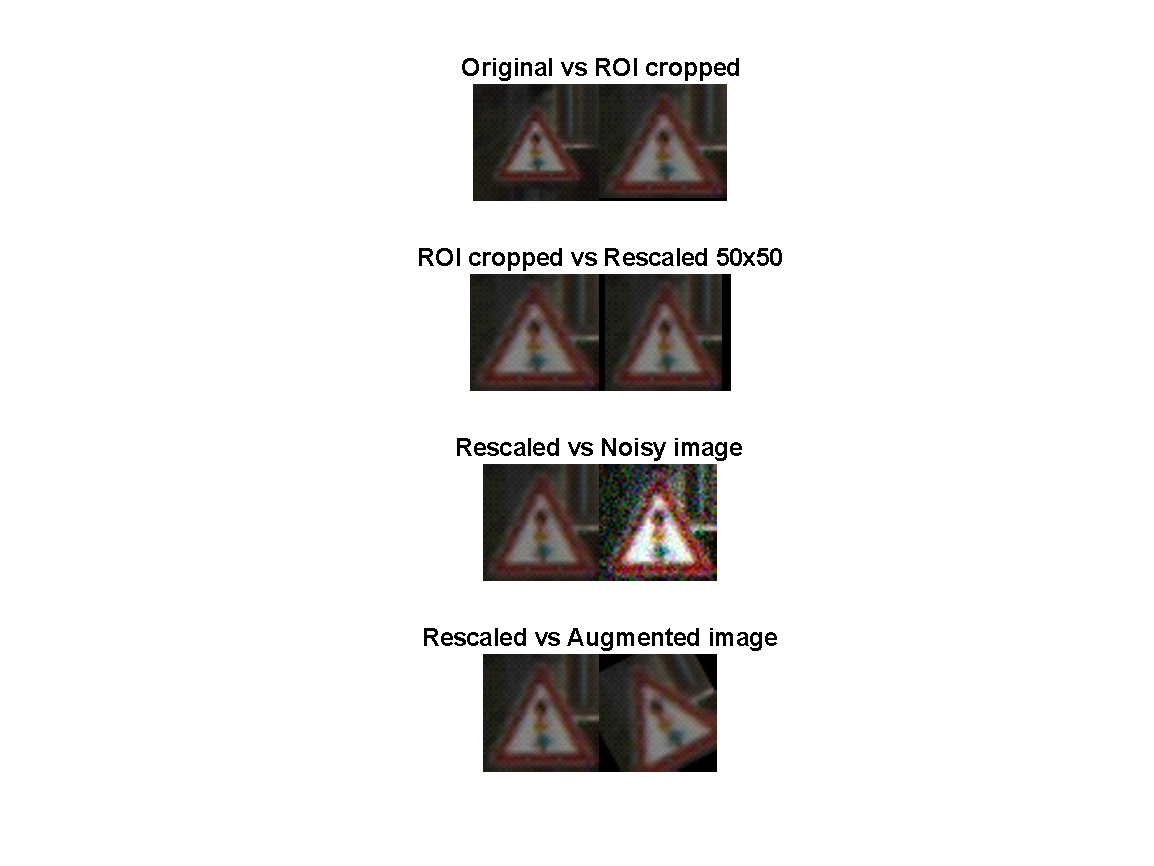 Original vs ROI cropped
ROI cropped vs Rescaled 50x50
Rescaled vs Noisy image
Rescaled vs Augmented image